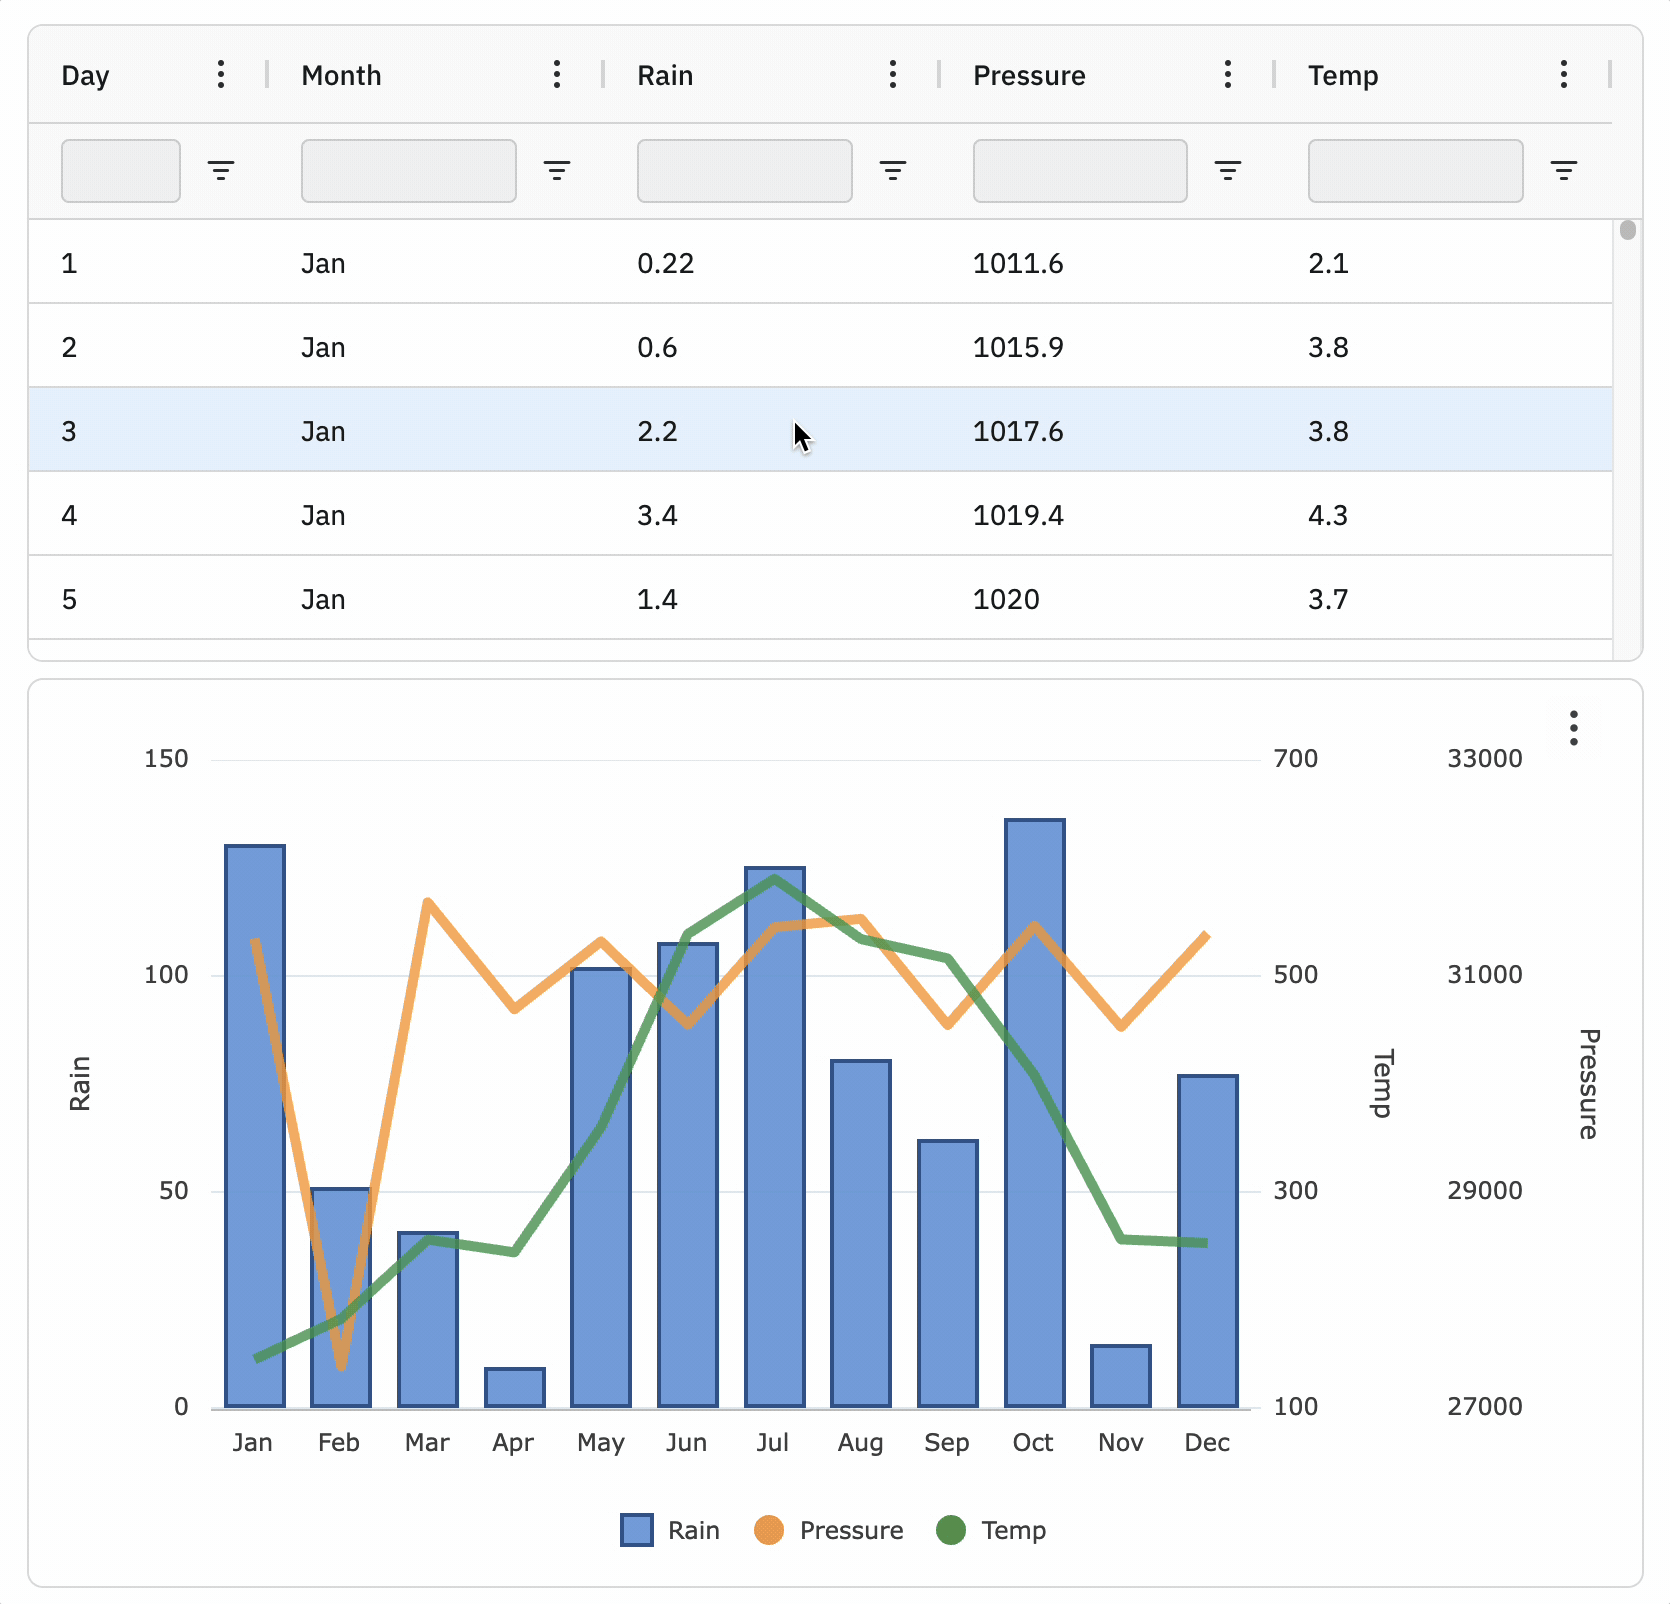 Day Month Rain Pressure Temp
1 Jan 0.22 1011.6 2.1
2 Jan 0.6 1015.9 3.8
3 Jan 2.2 1017.6 3.8
4 Jan 3.4 1019.4 4.3
5 Jan 1.4 1020 3.7
150 700 33000
100 500 31000
Rain Temp Pressure
50 300 29000
0 100 27000
Jan Feb Mar Apr May Jun Jul Aug Sep Oct Nov Dec
Rain Pressure Temp